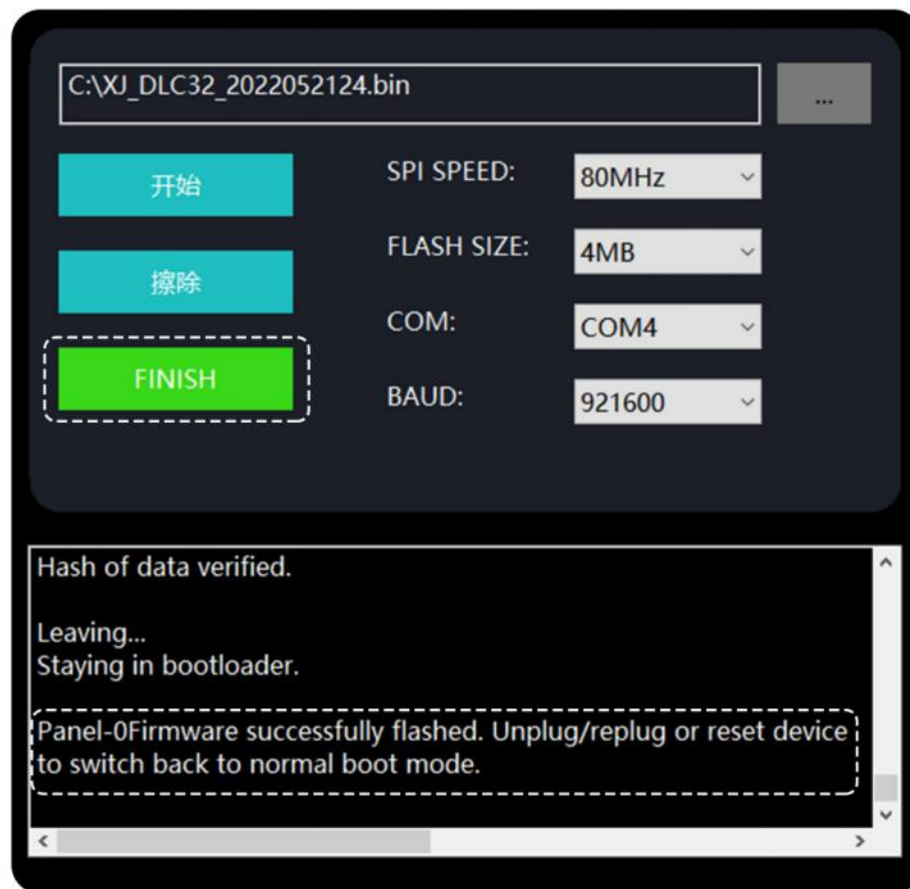 C:\XJ_DLC32_2022052124.bin
...
开始
SPI SPEED:
80MHz
擦除
FLASH SIZE:
4MB
COM:
COM4
FINISH
BAUD:
921600
Hash of data verified.
Leaving...
Staying in bootloader.
Panel-0Firmware successfully flashed. Unplug/replug or reset device
to switch back to normal boot mode.